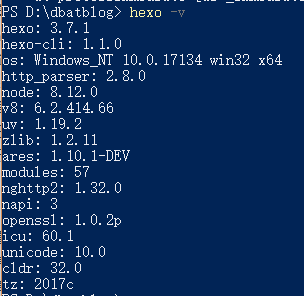 PS D:\dbatblog> hexo -v
hexo: 3.7.1
hexo-cli: 1.1.0
os: Windows_NT 10.0.17134 win32 x64
http_parser: 2.8.0
node: 8.12.0
v8: 6.2.414.66
uv: 1.19.2
zlib: 1.2.11
ares: 1.10.1-DEV
modules: 57
nghttp2: 1.32.0
napi: 3
openssl: 1.0.2p
icu: 60.1
unicode: 10.0
cldr: 32.0
tz: 2017c